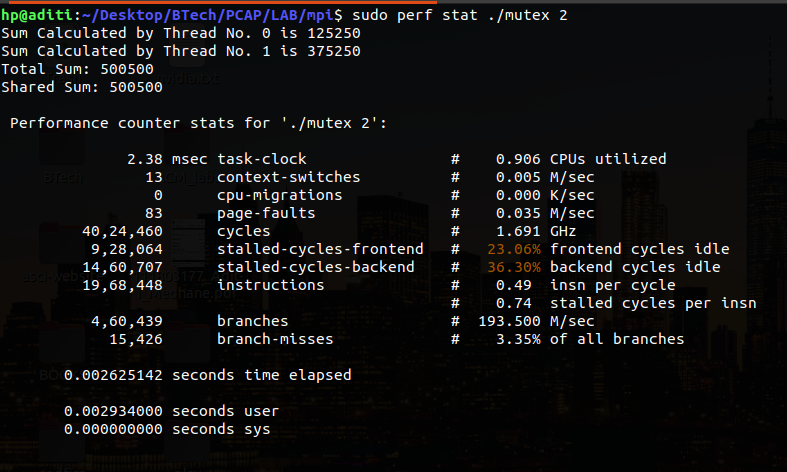 hp@aditi:~/Desktop/BTech/PCAP/LAB/mpi$ sudo perf stat ./mutex 2
Sum Calculated by Thread No. 0 is 125250
Sum Calculated by Thread No. 1 is 375250
Total Sum: 500500
Shared Sum: 500500
Performance counter stats for './mutex 2':
2.38 msec task-clock # 0.906 CPUs utilized
13 context-switches # 0.005 M/sec
0 cpu-migrations # 0.000 K/sec
83 page-faults # 0.035 M/sec
40,24,460 cycles # 1.691 GHz
9,28,064 stalled-cycles-frontend # 23.06% frontend cycles idle
14,60,707 stalled-cycles-backend # 36.30% backend cycles idle
19,68,448 instructions # 0.49 insn per cycle
# 0.74 stalled cycles per insn
4,60,439 branches # 193.500 M/sec
15,426 branch-misses # 3.35% of all branches
0.002625142 seconds time elapsed
0.002934000 seconds user
0.000000000 seconds sys